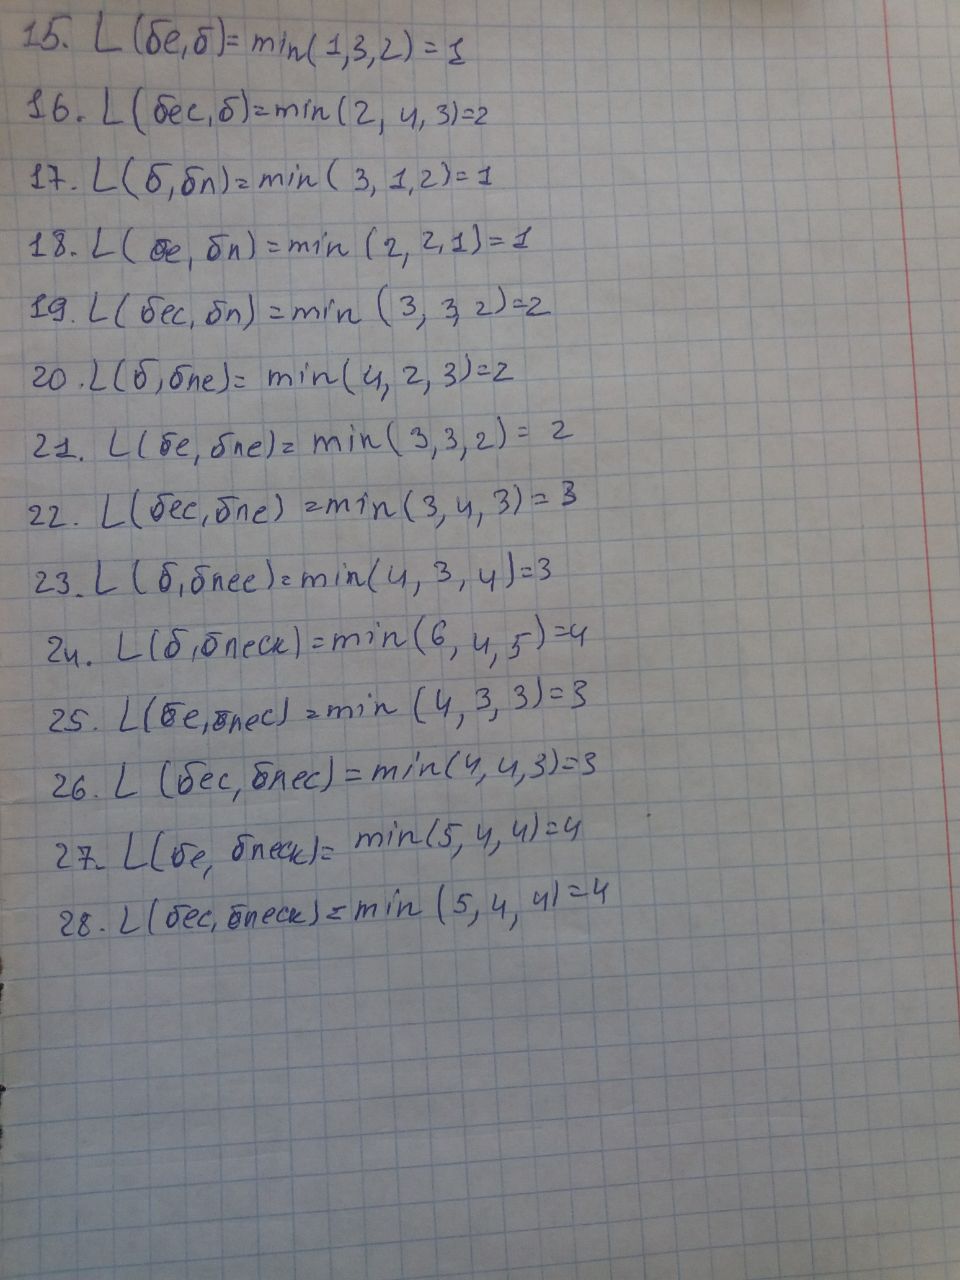 15. L(бе,б)=min(1,3,2)=1
16. L(бес,б)=min(2,4,3)=2
17. L(б,бп)=min(3,1,2)=1
18. L(бе,бп)=min(2,2,1)=1
19. L(бес,бп)=min(3,3,2)=2
20. L(б,бпе)=min(4,2,3)=2
21. L(бе,бпе)=min(3,3,2)=2
22. L(бес,бпе)=min(3,4,3)=3
23. L(б,бпес)=min(4,3,4)=3
24. L(б,бпеск)=min(6,4,5)=4
25. L(бе,бпес)=min(4,3,3)=3
26. L(бес,бпес)=min(4,4,3)=3
27. L(бе,бпеск)=min(5,4,4)=4
28. L(бес,бпеск)=min(5,4,4)=4